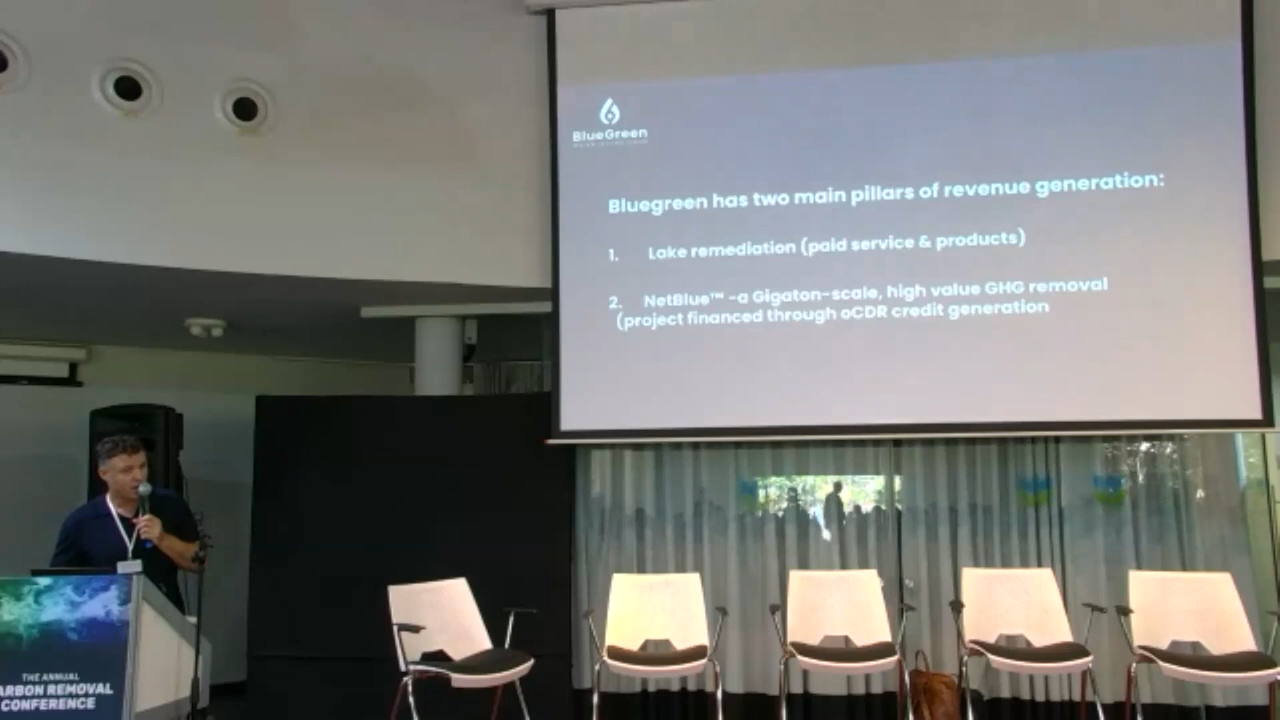 BlueGreen
Bluegreen has two main pillars of revenue generation:
1. Lake remediation (paid service & products)
2. NetBlue™ -a Gigaton-scale, high value GHG removal
(project financed through oCDR credit generation
THE ANNUAL
ARBON REMOVAL
CONFERENCE